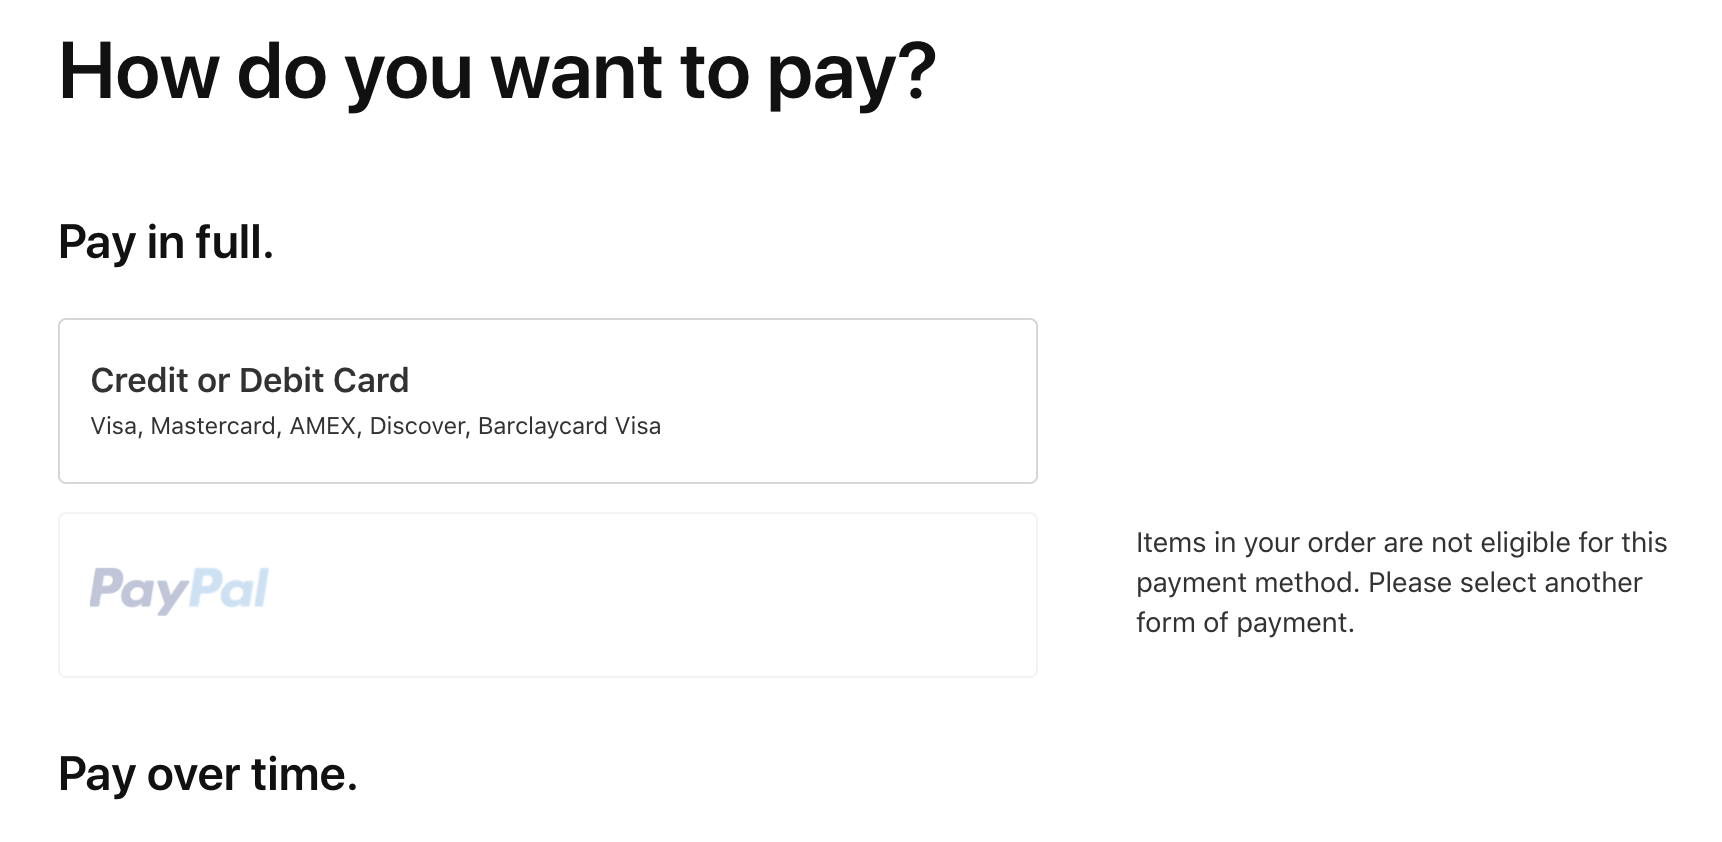 How do you want to pay?
Pay in full.
Credit or Debit Card
Visa, Mastercard, AMEX, Discover, Barclaycard Visa
PayPal
Items in your order are not eligible for this
payment method. Please select another
form of payment.
Pay over time.